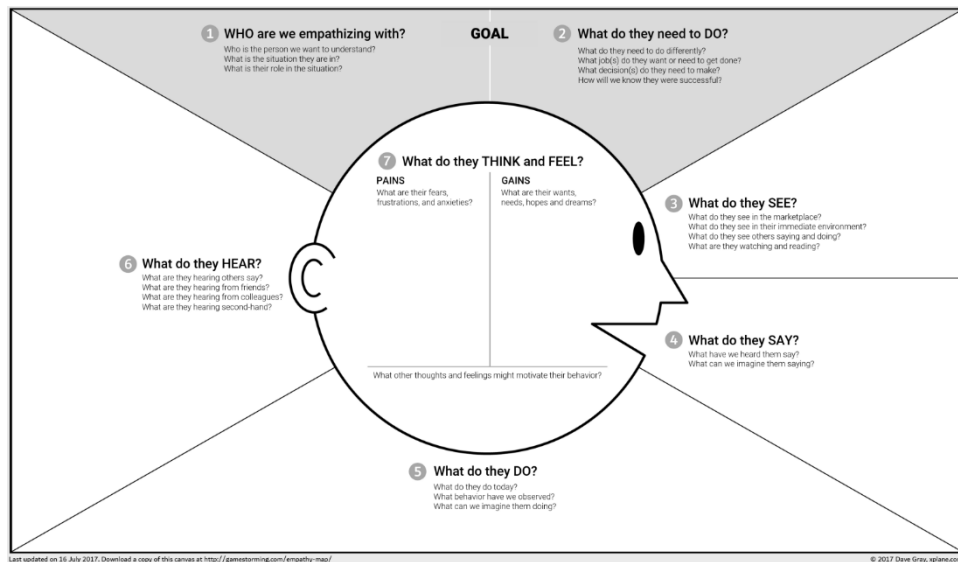 GOAL
1 WHO are we empathizing with?
Who is the person we want to understand?
What is the situation they are in?
What is their role in the situation?
2 What do they need to DO?
What do they need to do differently?
What job(s) do they want or need to get done?
What decision(s) do they need to make?
How will we know they were successful?
3 What do they SEE?
What do they see in the marketplace?
What do they see in their immediate environment?
What do they see others saying and doing?
What are they watching and reading?
4 What do they SAY?
What have we heard them say?
What can we imagine them saying?
5 What do they DO?
What do they do today?
What behavior have we observed?
What can we imagine them doing?
6 What do they HEAR?
What are they hearing others say?
What are they hearing from friends?
What are they hearing from colleagues?
What are they hearing second-hand?
7 What do they THINK and FEEL?
PAINS
What are their fears,
frustrations, and anxieties?
GAINS
What are their wants,
needs, hopes and dreams?
What other thoughts and feelings might motivate their behavior?
Last updated on 16 July 2017. Download a copy of this canvas at http://gamestorming.com/empathy-map/
© 2017 Dave Gray, xplane.co